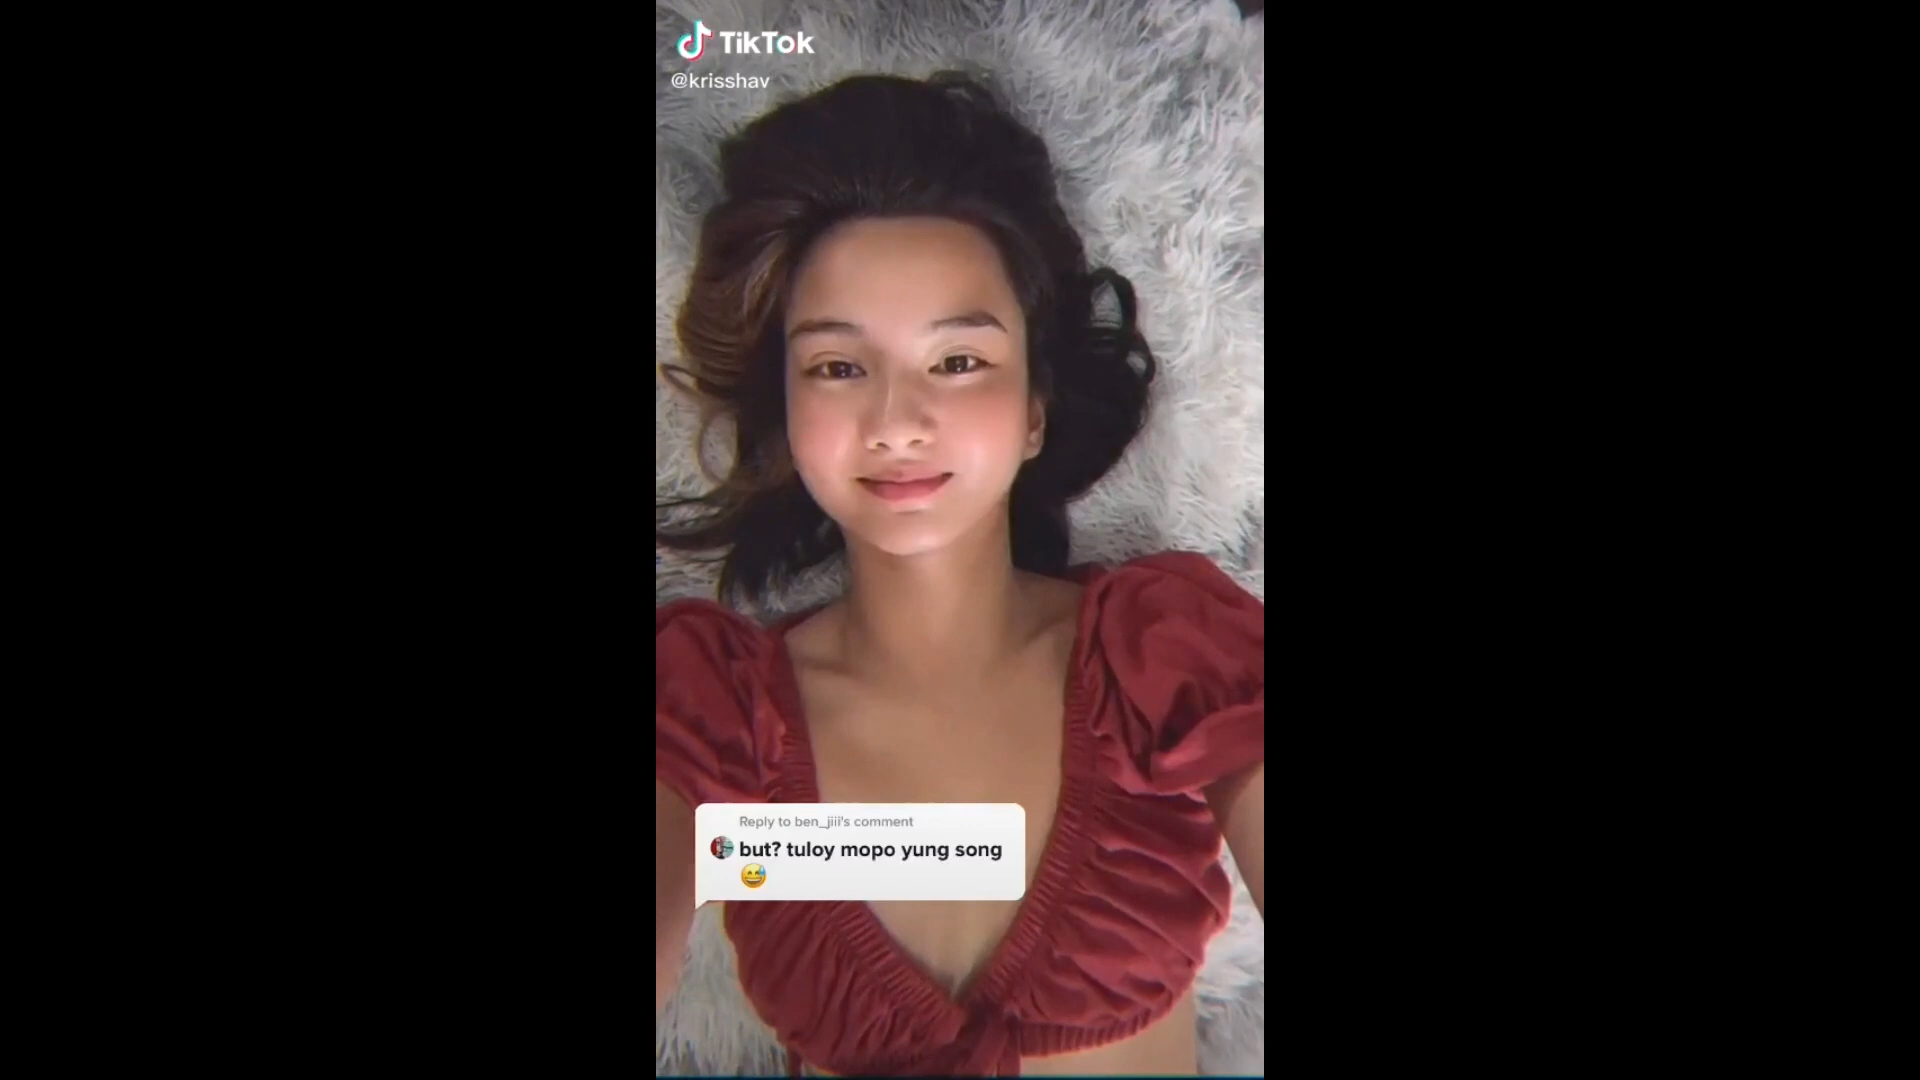 TikTok
@krisshav
Reply to ben_jiii's comment
but? tuloy mopo yung song
😅